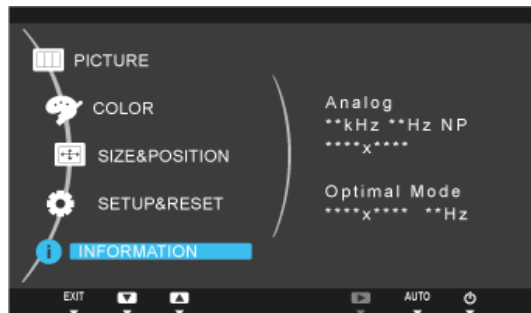 PICTURE
COLOR
SIZE&POSITION
SETUP&RESET
INFORMATION
Analog
**kHz **Hz NP
****x****
Optimal Mode
****x**** **Hz
EXIT
AUTO